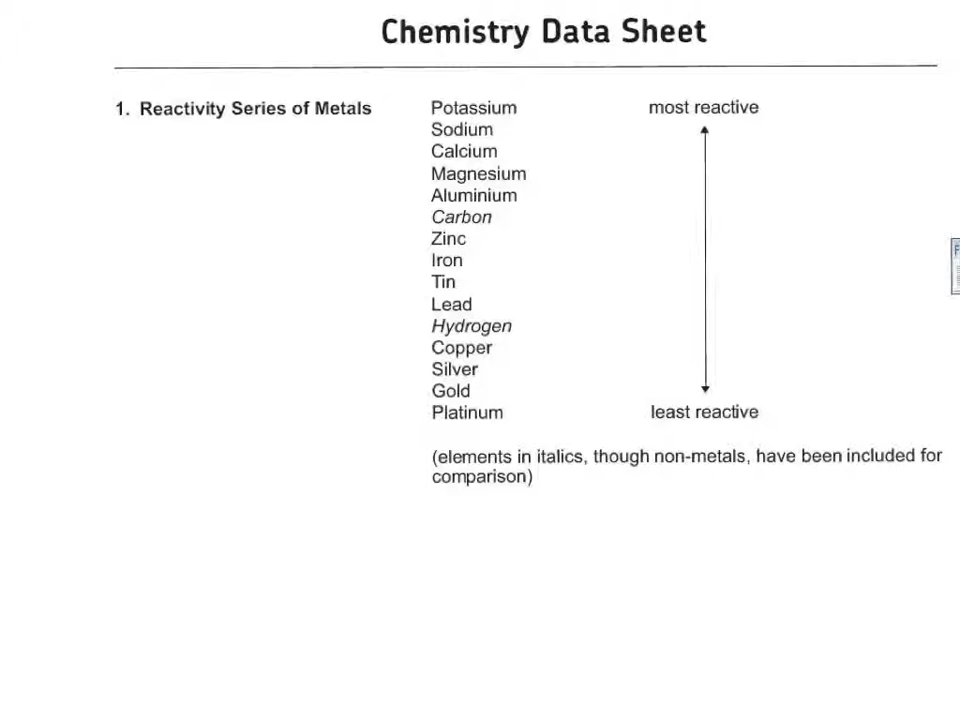 Chemistry Data Sheet
1. Reactivity Series of Metals
Potassium most reactive
Sodium
Calcium
Magnesium
Aluminium
Carbon
Zinc
Iron
Tin
Lead
Hydrogen
Copper
Silver
Gold
Platinum least reactive
(elements in italics, though non-metals, have been included for
comparison)